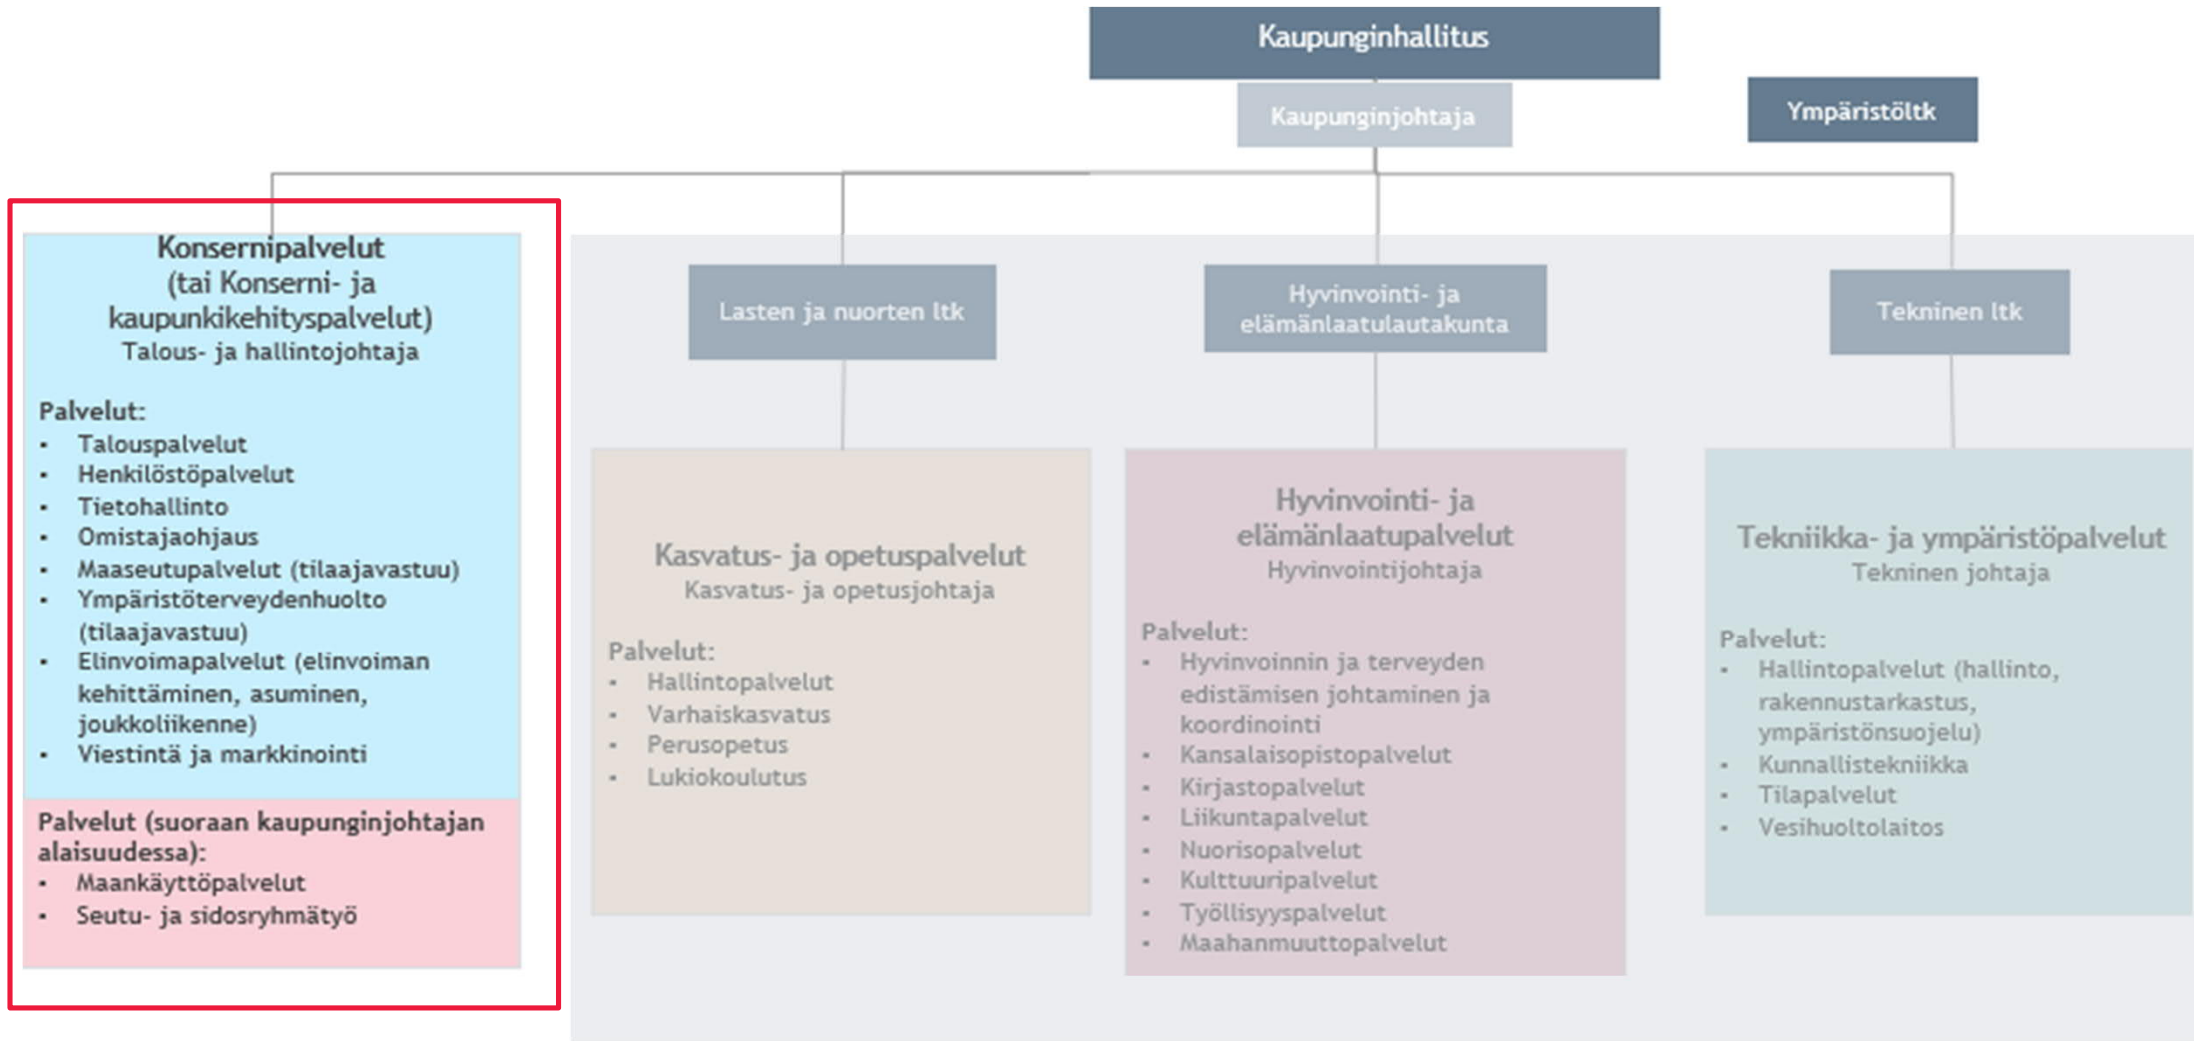 Kaupunginhallitus
Kaupunginjohtaja
Ympäristöltk
Konsernipalvelut
(tai Konserni- ja
kaupunkikehityspalvelut)
Talous- ja hallintojohtaja
Palvelut:
▪ Talouspalvelut
▪ Henkilöstöpalvelut
▪ Tietohallinto
▪ Omistajaohjaus
▪ Maaseutupalvelut (tilaajavastuu)
▪ Ympäristöterveydenhuolto
(tilaajavastuu)
▪ Elinvoimapalvelut (elinvoiman
kehittäminen, asuminen,
joukkoliikenne)
▪ Viestintä ja markkinointi
Palvelut (suoraan kaupunginjohtajan
alaisuudessa):
▪ Maankäyttöpalvelut
▪ Seutu- ja sidosryhmätyö
Lasten ja nuorten ltk
Kasvatus- ja opetuspalvelut
Kasvatus- ja opetusjohtaja
Palvelut:
▪ Hallintopalvelut
▪ Varhaiskasvatus
▪ Perusopetus
▪ Lukiokoulutus
Hyvinvointi- ja
elämänlaatulautakunta
Hyvinvointi- ja
elämänlaatupalvelut
Hyvinvointijohtaja
Palvelut:
▪ Hyvinvoinnin ja terveyden
edistämisen johtaminen ja
koordinointi
▪ Kansalaisopistopalvelut
▪ Kirjastopalvelut
▪ Liikuntapalvelut
▪ Nuorisopalvelut
▪ Kulttuuripalvelut
▪ Työllisyyspalvelut
▪ Maahanmuuttopalvelut
Tekninen ltk
Tekniikka- ja ympäristöpalvelut
Tekninen johtaja
Palvelut:
▪ Hallintopalvelut (hallinto,
rakennustarkastus,
ympäristönsuojelu)
▪ Kunnallistekniikka
▪ Tilapalvelut
▪ Vesihuoltolaitos